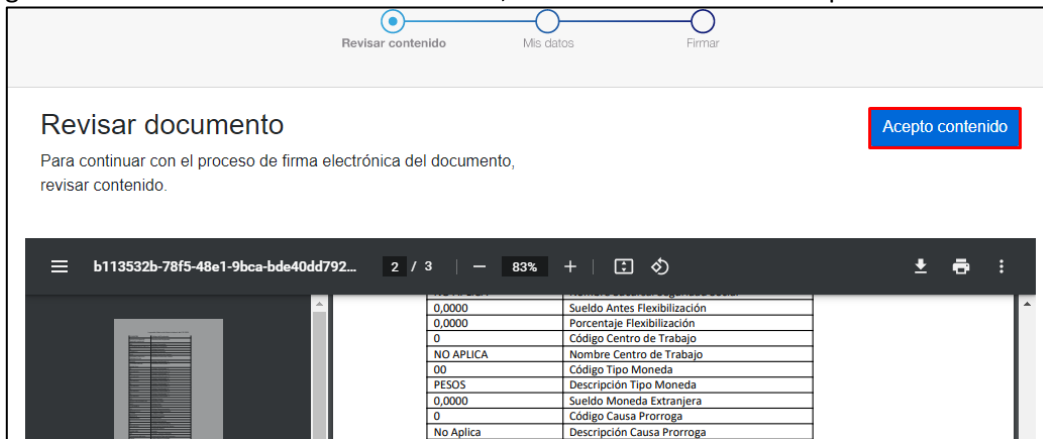 Revisar contenido Mis datos Firmar
Revisar documento
Acepto contenido
Para continuar con el proceso de firma electrónica del documento,
revisar contenido.
b113532b-78f5-48e1-9bca-bde40dd792... 2 / 3 83%
0,0000 Sueldo Antes Flexibilización
0,0000 Porcentaje Flexibilización
0 Código Centro de Trabajo
NO APLICA Nombre Centro de Trabajo
00 Código Tipo Moneda
PESOS Descripción Tipo Moneda
0,0000 Sueldo Moneda Extranjera
0 Código Causa Prorroga
No Aplica Descripción Causa Prorroga